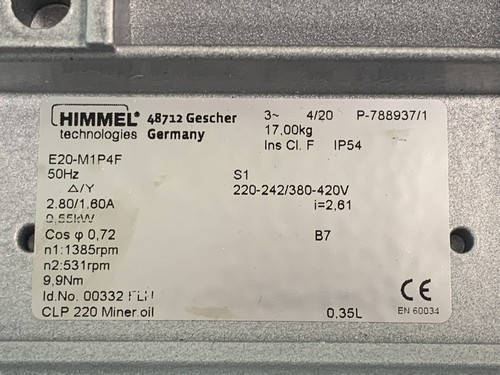 HIMMEL technologies 48712 Gescher Germany
3~ 4/20 P-788937/1
17,00kg
Ins Cl. F IP54
E20-M1P4F
50Hz S1
△/Y 220-242/380-420V
2.80/1.60A i=2,61
0,55kW
Cos φ 0,72 B7
n1:1385rpm
n2:531rpm
9,9Nm
Id.No. 00332
CLP 220 Miner.oil 0,35L
CE
EN 60034